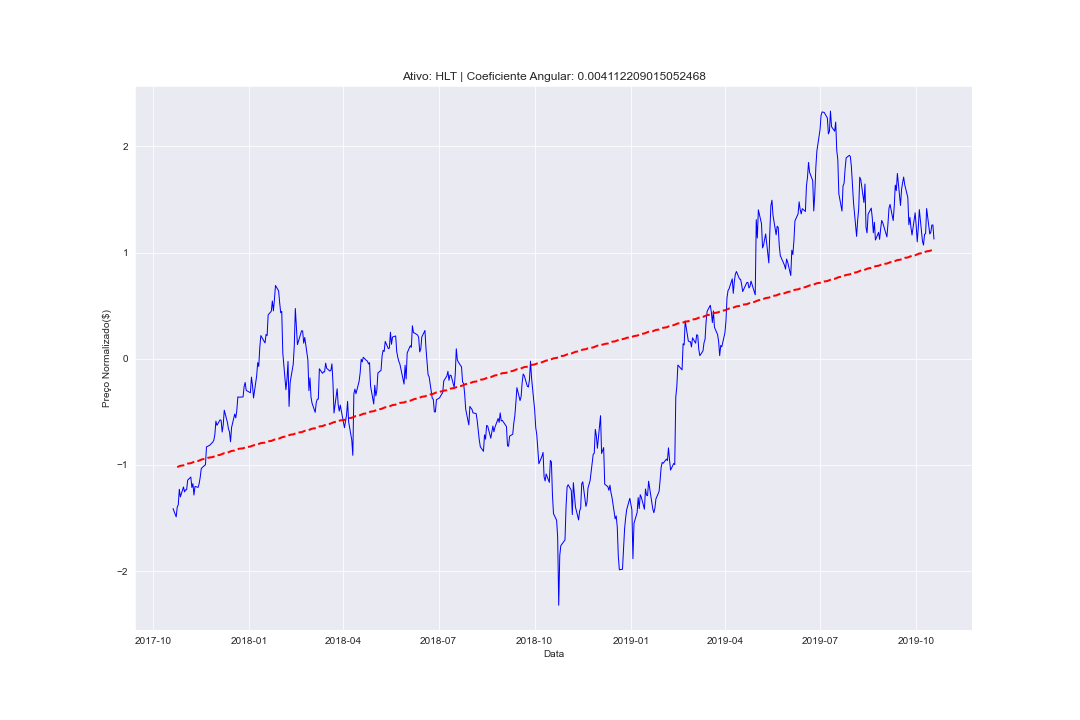 Ativo: HLT | Coeficiente Angular: 0.004112209015052468
2
1
0
−1
−2
Preço Normalizado($)
2017-10 2018-01 2018-04 2018-07 2018-10 2019-01 2019-04 2019-07 2019-10
Data